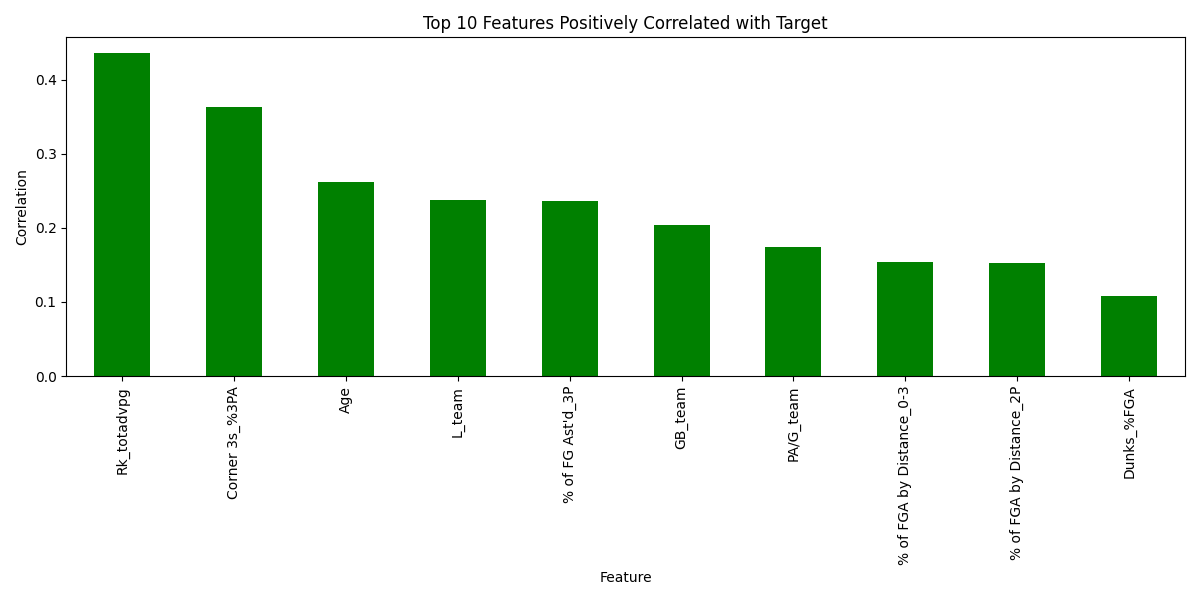 Top 10 Features Positively Correlated with Target
Correlation
0.4
0.3
0.2
0.1
0.0
Rk_totadvpg
Corner 3s_%3PA
Age
L_team
% of FG Ast'd_3P
GB_team
PA/G_team
% of FGA by Distance_0-3
% of FGA by Distance_2P
Dunks_%FGA
Feature